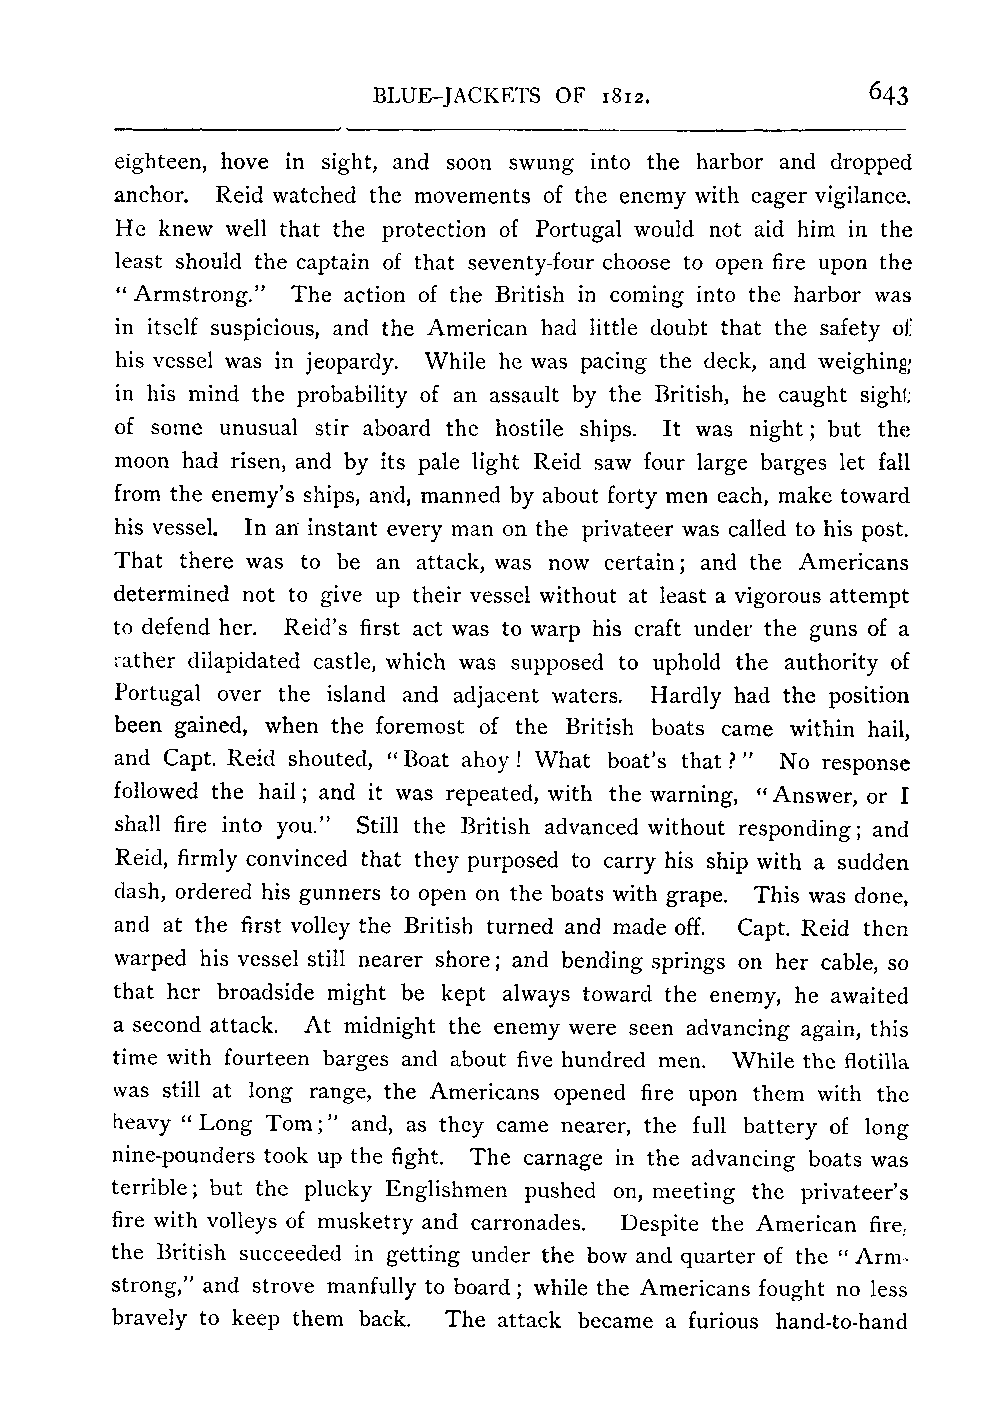 BLUE-JACKETS OF 1812. 643
eighteen, hove in sight, and soon swung into the harbor and dropped
anchor. Reid watched the movements of the enemy with eager vigilance.
He knew well that the protection of Portugal would not aid him in the
least should the captain of that seventy-four choose to open fire upon the
“Armstrong.” The action of the British in coming into the harbor was
in itself suspicious, and the American had little doubt that the safety of
his vessel was in jeopardy. While he was pacing the deck, and weighing
in his mind the probability of an assault by the British, he caught sight
of some unusual stir aboard the hostile ships. It was night; but the
moon had risen, and by its pale light Reid saw four large barges let fall
from the enemy’s ships, and, manned by about forty men each, make toward
his vessel. In an instant every man on the privateer was called to his post.
That there was to be an attack, was now certain; and the Americans
determined not to give up their vessel without at least a vigorous attempt
to defend her. Reid’s first act was to warp his craft under the guns of a
rather dilapidated castle, which was supposed to uphold the authority of
Portugal over the island and adjacent waters. Hardly had the position
been gained, when the foremost of the British boats came within hail,
and Capt. Reid shouted, “Boat ahoy! What boat’s that?” No response
followed the hail; and it was repeated, with the warning, “Answer, or I
shall fire into you.” Still the British advanced without responding; and
Reid, firmly convinced that they purposed to carry his ship with a sudden
dash, ordered his gunners to open on the boats with grape. This was done,
and at the first volley the British turned and made off. Capt. Reid then
warped his vessel still nearer shore; and bending springs on her cable, so
that her broadside might be kept always toward the enemy, he awaited
a second attack. At midnight the enemy were seen advancing again, this
time with fourteen barges and about five hundred men. While the flotilla
was still at long range, the Americans opened fire upon them with the
heavy “Long Tom;” and, as they came nearer, the full battery of long
nine-pounders took up the fight. The carnage in the advancing boats was
terrible; but the plucky Englishmen pushed on, meeting the privateer’s
fire with volleys of musketry and carronades. Despite the American fire,
the British succeeded in getting under the bow and quarter of the “Arm-
strong,” and strove manfully to board; while the Americans fought no less
bravely to keep them back. The attack became a furious hand-to-hand